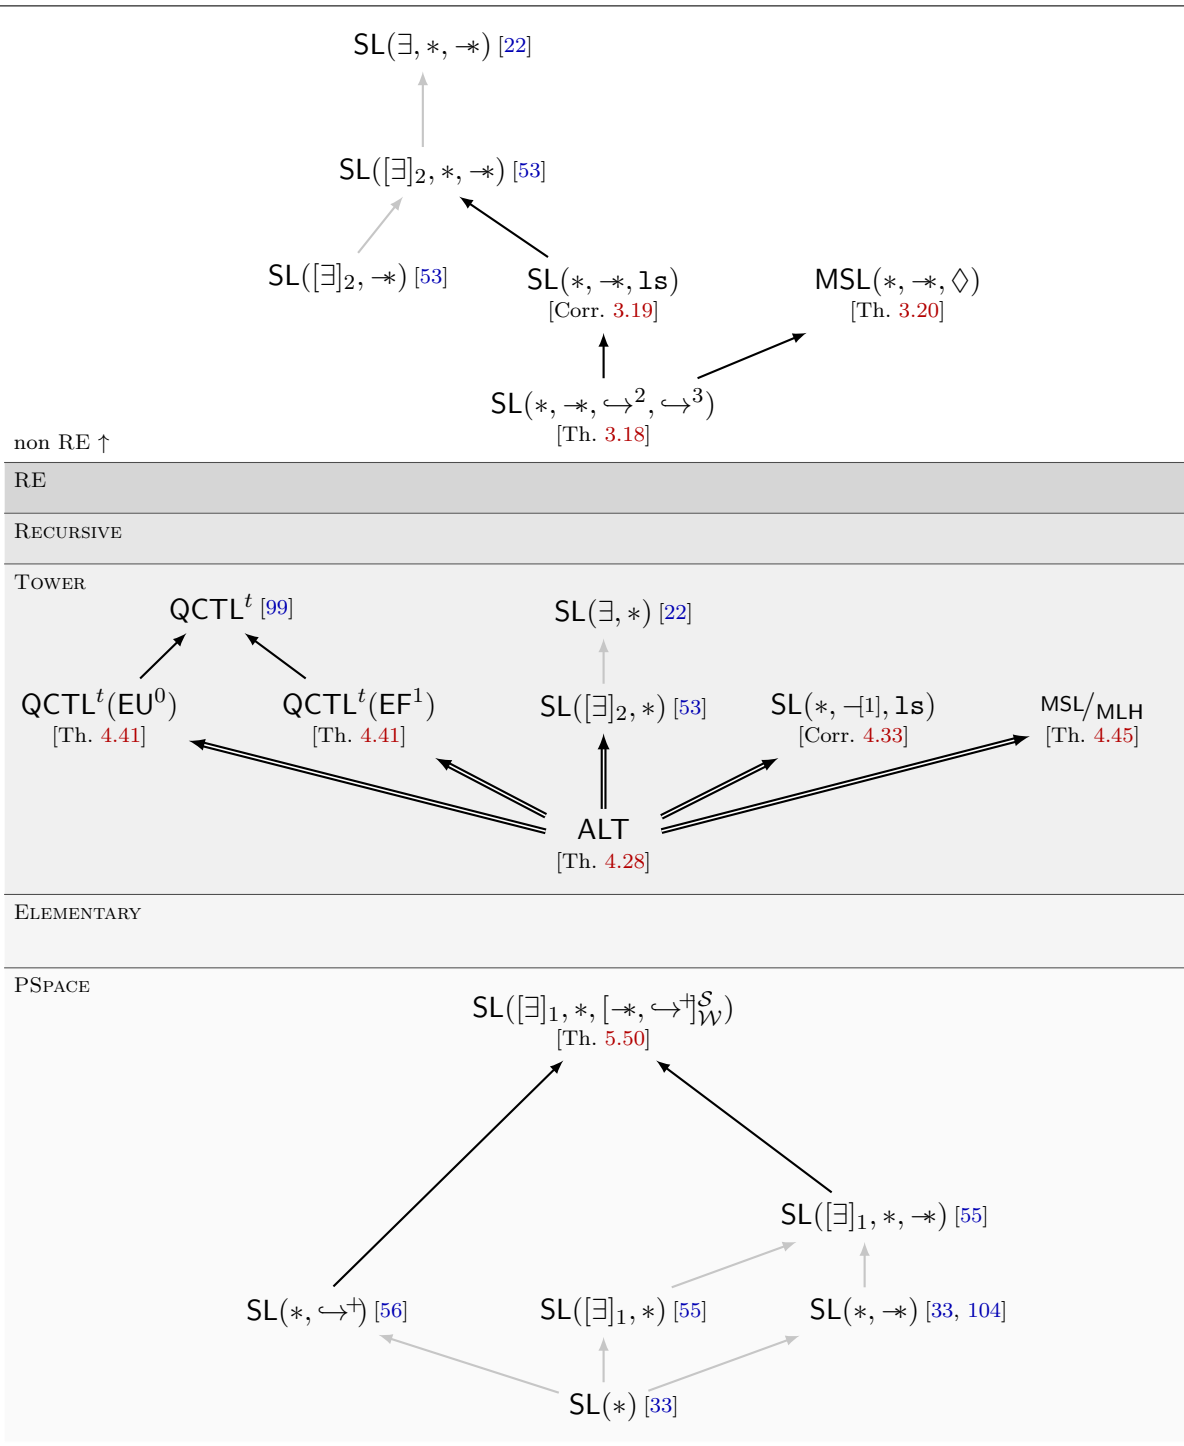 SL(∃, ∗, −∗) [22]
SL([∃]₂, ∗, −∗) [53]
SL([∃]₂, −∗) [53]
SL(∗, −∗, ls)
[Corr. 3.19]
MSL(∗, −∗, ◊)
[Th. 3.20]
SL(∗, −∗, ↪², ↪³)
[Th. 3.18]
non RE ↑
RE
RECURSIVE
TOWER
QCTLᵗ [99]
SL(∃, ∗) [22]
QCTLᵗ(EU⁰)
[Th. 4.41]
QCTLᵗ(EF¹)
[Th. 4.41]
SL([∃]₂, ∗) [53]
SL(∗, −[1], ls)
[Corr. 4.33]
MSL/MLH
[Th. 4.45]
ALT
[Th. 4.28]
ELEMENTARY
PSPACE
SL([∃]₁, ∗, [−∗, ↪⁺]ˢ_𝒲)
[Th. 5.50]
SL([∃]₁, ∗, −∗) [55]
SL(∗, ↪⁺) [56]
SL([∃]₁, ∗) [55]
SL(∗, −∗) [33, 104]
SL(∗) [33]